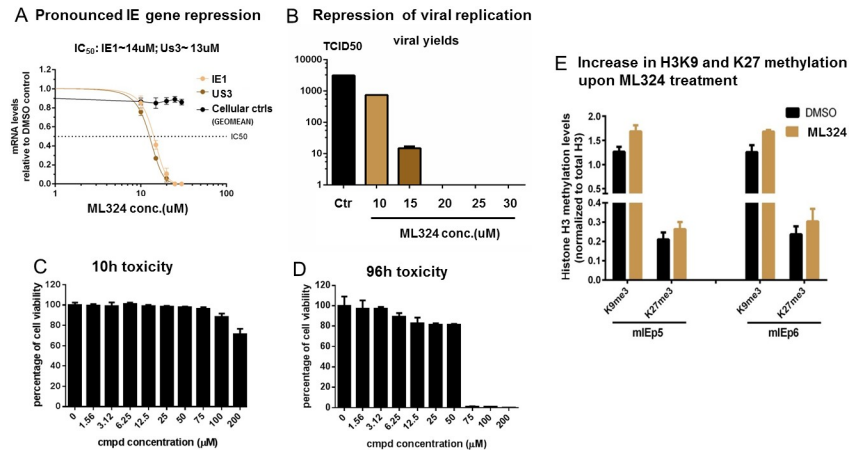 A Pronounced IE gene repression
IC50: IE1~14uM; Us3~ 13uM
mRNA levels
relative to DMSO control
1.0
0.8
0.6
0.4
0.2
0.0
1
10
100
ML324 conc.(uM)
IE1
US3
Cellular ctrls
(GEOMEAN)
IC50
B Repression of viral replication
TCID50
viral yields
10000
1000
100
10
1
Ctr 10 15 20 25 30
ML324 conc.(uM)
C 10h toxicity
percentage of cell viability
120
100
80
60
40
20
0
0 1.56 3.12 6.25 12.5 25 50 75 100 200
cmpd concentration (μM)
D 96h toxicity
percentage of cell viability
120
100
80
60
40
20
0
0 1.56 3.12 6.25 12.5 25 50 75 100 200
cmpd concentration (μM)
E Increase in H3K9 and K27 methylation
upon ML324 treatment
DMSO
ML324
Histone H3 methylation levels
(normalized to total H3)
2.0
1.5
1.0
0.4
0.3
0.2
0.1
0.0
K9me3 K27me3 K9me3 K27me3
mIEp5 mIEp6